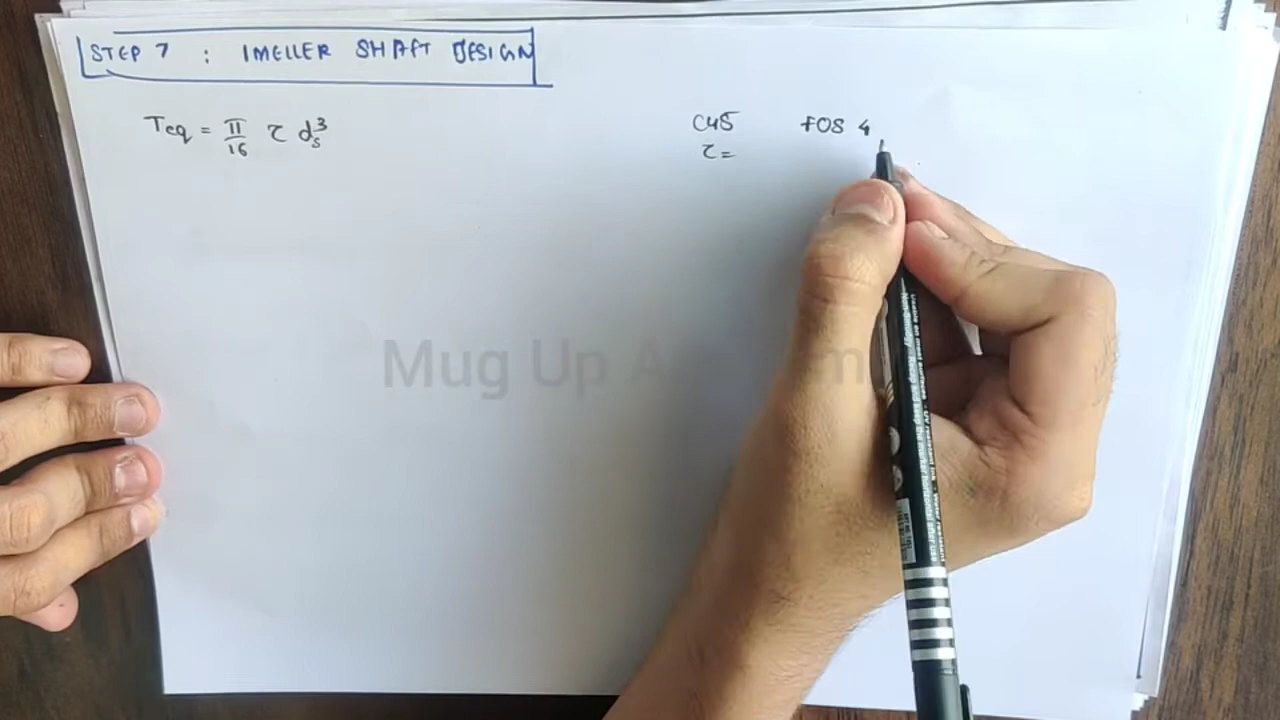 STEP 7 : IMELLER SHAFT DESIGN
Teq = π/16 τ ds³
C45 FOS 4
τ =
Mug Up A